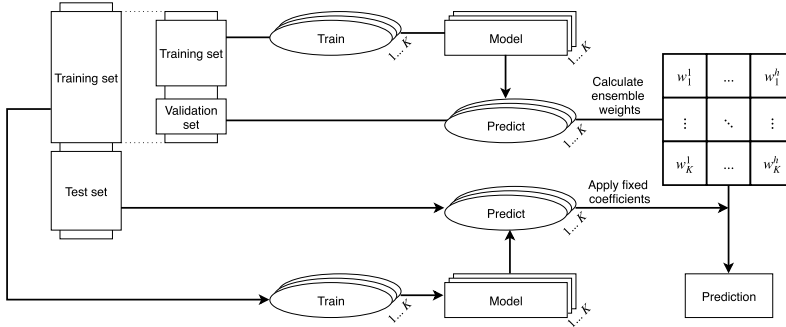 Training set
Training set
Validation
set
Test set
Train
1... K
Model
1... K
Predict
1... K
Calculate
ensemble
weights
w_1^1 ... w_1^h
⋮ ⋱ ⋮
w_K^1 ... w_K^h
Predict
1... K
Apply fixed
coefficients
Train
1... K
Model
1... K
Prediction